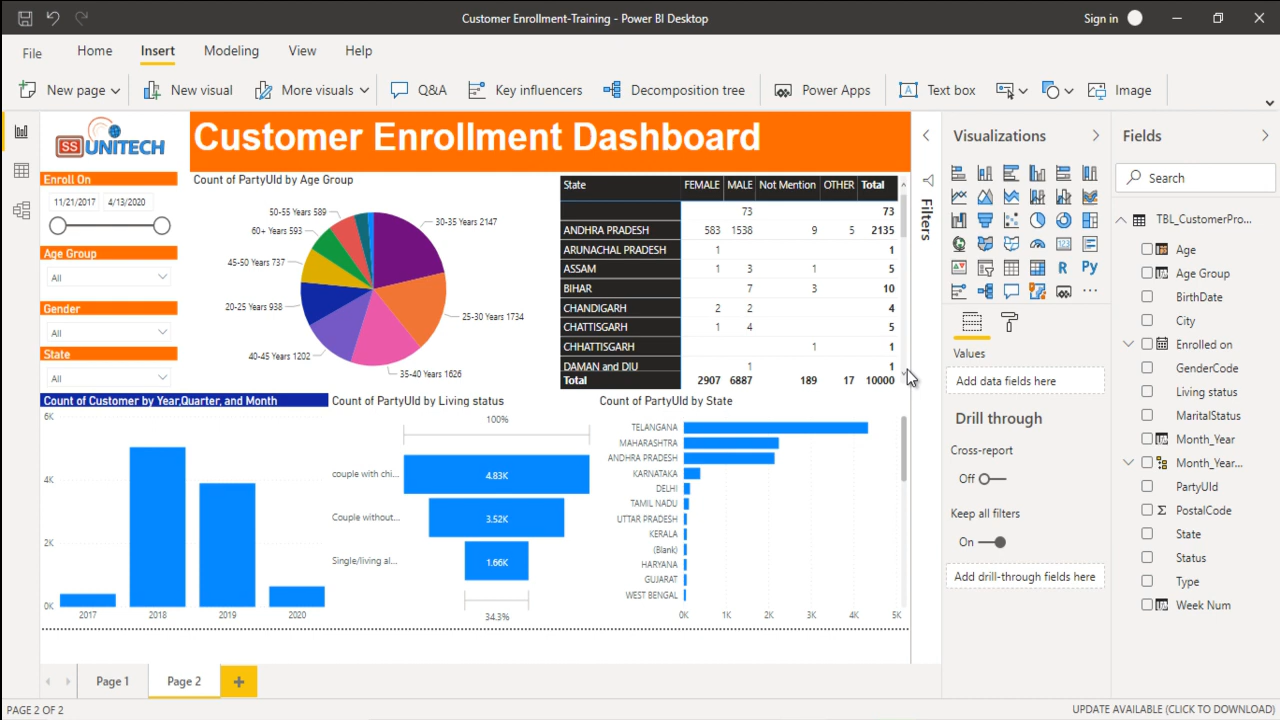 Customer Enrollment-Training - Power BI Desktop
Sign in
File Home Insert Modeling View Help
New page New visual More visuals Q&A Key influencers Decomposition tree Power Apps Text box Image
SS UNITECH
Customer Enrollment Dashboard
Enroll On
11/21/2017 4/13/2020
Age Group
All
Gender
All
State
All
Count of PartyUId by Age Group
50-55 Years 589
30-35 Years 2147
60+ Years 593
45-50 Years 737
20-25 Years 938
25-30 Years 1734
40-45 Years 1202
35-40 Years 1626
State FEMALE MALE Not Mention OTHER Total
73 73
ANDHRA PRADESH 583 1538 9 5 2135
ARUNACHAL PRADESH 1 1
ASSAM 1 3 1 5
BIHAR 7 3 10
CHANDIGARH 2 2 4
CHATTISGARH 1 4 5
CHHATTISGARH 1 1
DAMAN and DIU 1 1
Total 2907 6887 189 17 10000
Count of Customer by Year,Quarter, and Month
6K
4K
2K
0K
2017 2018 2019 2020
Count of PartyUId by Living status
100%
couple with chi... 4.83K
Couple without... 3.52K
Single/living al... 1.66K
34.3%
Count of PartyUId by State
TELANGANA
MAHARASHTRA
ANDHRA PRADESH
KARNATAKA
DELHI
TAMIL NADU
UTTAR PRADESH
KERALA
(Blank)
HARYANA
GUJARAT
WEST BENGAL
0K 1K 2K 3K 4K 5K
Filters
Visualizations
R Py
Values
Add data fields here
Drill through
Cross-report
Off
Keep all filters
On
Add drill-through fields here
Fields
Search
TBL_CustomerPro...
Age
Age Group
BirthDate
City
Enrolled on
GenderCode
Living status
MaritalStatus
Month_Year
Month_Year...
PartyUId
Σ PostalCode
State
Status
Type
Week Num
Page 1 Page 2
PAGE 2 OF 2
UPDATE AVAILABLE (CLICK TO DOWNLOAD)